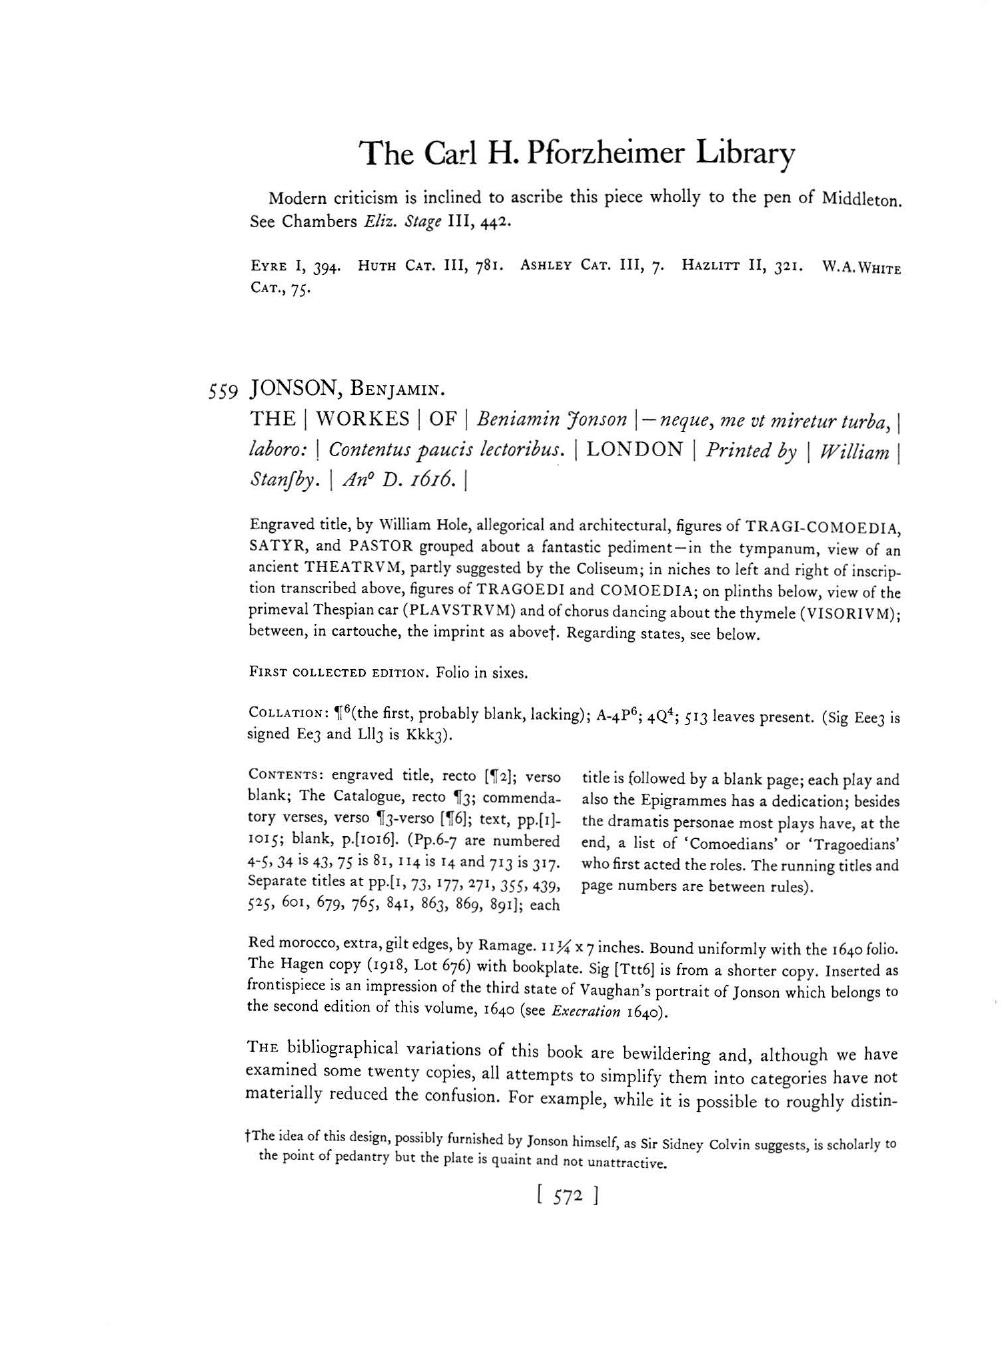 The Carl H. Pforzheimer Library
Modern criticism is inclined to ascribe this piece wholly to the pen of Middleton.
See Chambers Eliz. Stage III, 442.
EYRE I, 394. HUTH CAT. III, 781. ASHLEY CAT. III, 7. HAZLITT II, 321. W.A.WHITE
CAT., 75.
559 JONSON, BENJAMIN.
THE | WORKES | OF | Beniamin Jonson |—neque, me vt miretur turba, |
laboro: | Contentus paucis lectoribus. | LONDON | Printed by | William |
Stanſby. | Anº D. 1616. |
Engraved title, by William Hole, allegorical and architectural, figures of TRAGI-COMOEDIA,
SATYR, and PASTOR grouped about a fantastic pediment—in the tympanum, view of an
ancient THEATRVM, partly suggested by the Coliseum; in niches to left and right of inscrip-
tion transcribed above, figures of TRAGOEDI and COMOEDIA; on plinths below, view of the
primeval Thespian car (PLAVSTRVM) and of chorus dancing about the thymele (VISORIVM);
between, in cartouche, the imprint as above†. Regarding states, see below.
FIRST COLLECTED EDITION. Folio in sixes.
COLLATION: ¶⁶(the first, probably blank, lacking); A-4P⁶; 4Q⁴; 513 leaves present. (Sig Eee3 is
signed Ee3 and Lll3 is Kkk3).
CONTENTS: engraved title, recto [¶2]; verso
blank; The Catalogue, recto ¶3; commenda-
tory verses, verso ¶3-verso [¶6]; text, pp.[1]-
1015; blank, p.[1016]. (Pp.6-7 are numbered
4-5, 34 is 43, 75 is 81, 114 is 14 and 713 is 317.
Separate titles at pp.[1, 73, 177, 271, 355, 439,
525, 601, 679, 765, 841, 863, 869, 891]; each
title is followed by a blank page; each play and
also the Epigrammes has a dedication; besides
the dramatis personae most plays have, at the
end, a list of 'Comoedians' or 'Tragoedians'
who first acted the roles. The running titles and
page numbers are between rules).
Red morocco, extra, gilt edges, by Ramage. 11¼ x 7 inches. Bound uniformly with the 1640 folio.
The Hagen copy (1918, Lot 676) with bookplate. Sig [Ttt6] is from a shorter copy. Inserted as
frontispiece is an impression of the third state of Vaughan's portrait of Jonson which belongs to
the second edition of this volume, 1640 (see Execration 1640).
THE bibliographical variations of this book are bewildering and, although we have
examined some twenty copies, all attempts to simplify them into categories have not
materially reduced the confusion. For example, while it is possible to roughly distin-
†The idea of this design, possibly furnished by Jonson himself, as Sir Sidney Colvin suggests, is scholarly to
the point of pedantry but the plate is quaint and not unattractive.
[ 572 ]